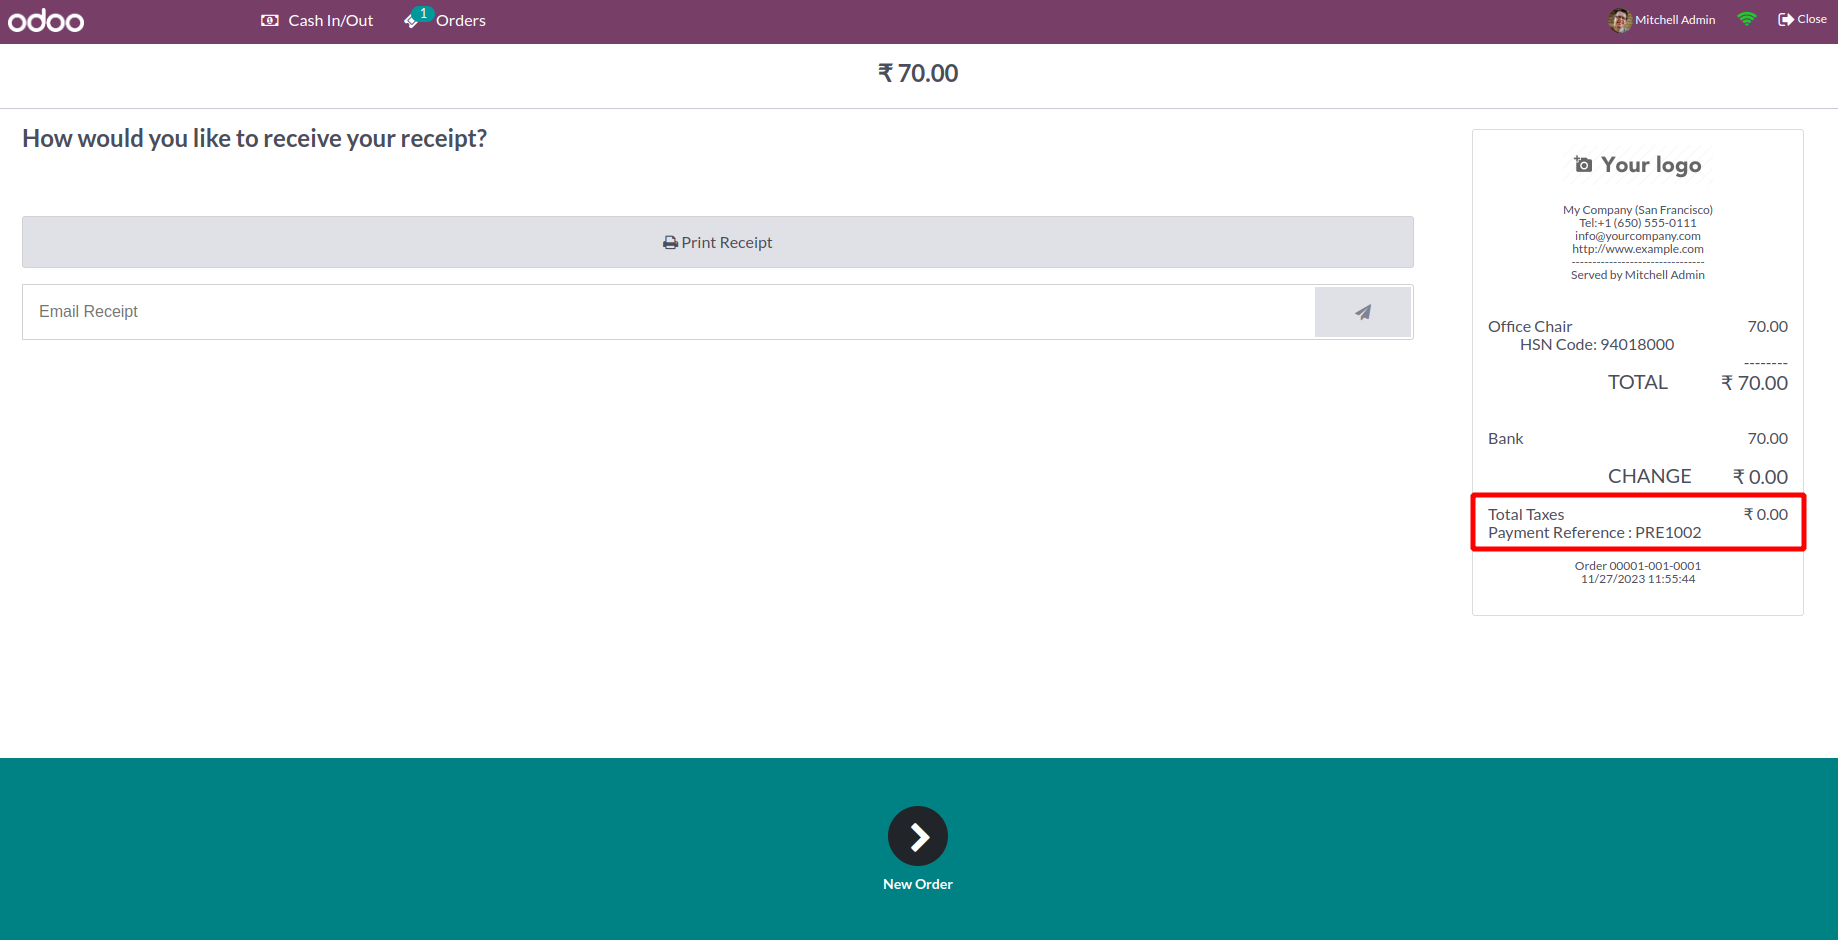 odoo
Cash In/Out
1
Orders
Mitchell Admin
Close
₹ 70.00
How would you like to receive your receipt?
Print Receipt
Email Receipt
Your logo
My Company (San Francisco)
Tel:+1 (650) 555-0111
info@yourcompany.com
http://www.example.com
--------------------------------
Served by Mitchell Admin
Office Chair 70.00
HSN Code: 94018000
--------
TOTAL ₹ 70.00
Bank 70.00
CHANGE ₹ 0.00
Total Taxes ₹ 0.00
Payment Reference : PRE1002
Order 00001-001-0001
11/27/2023 11:55:44
New Order